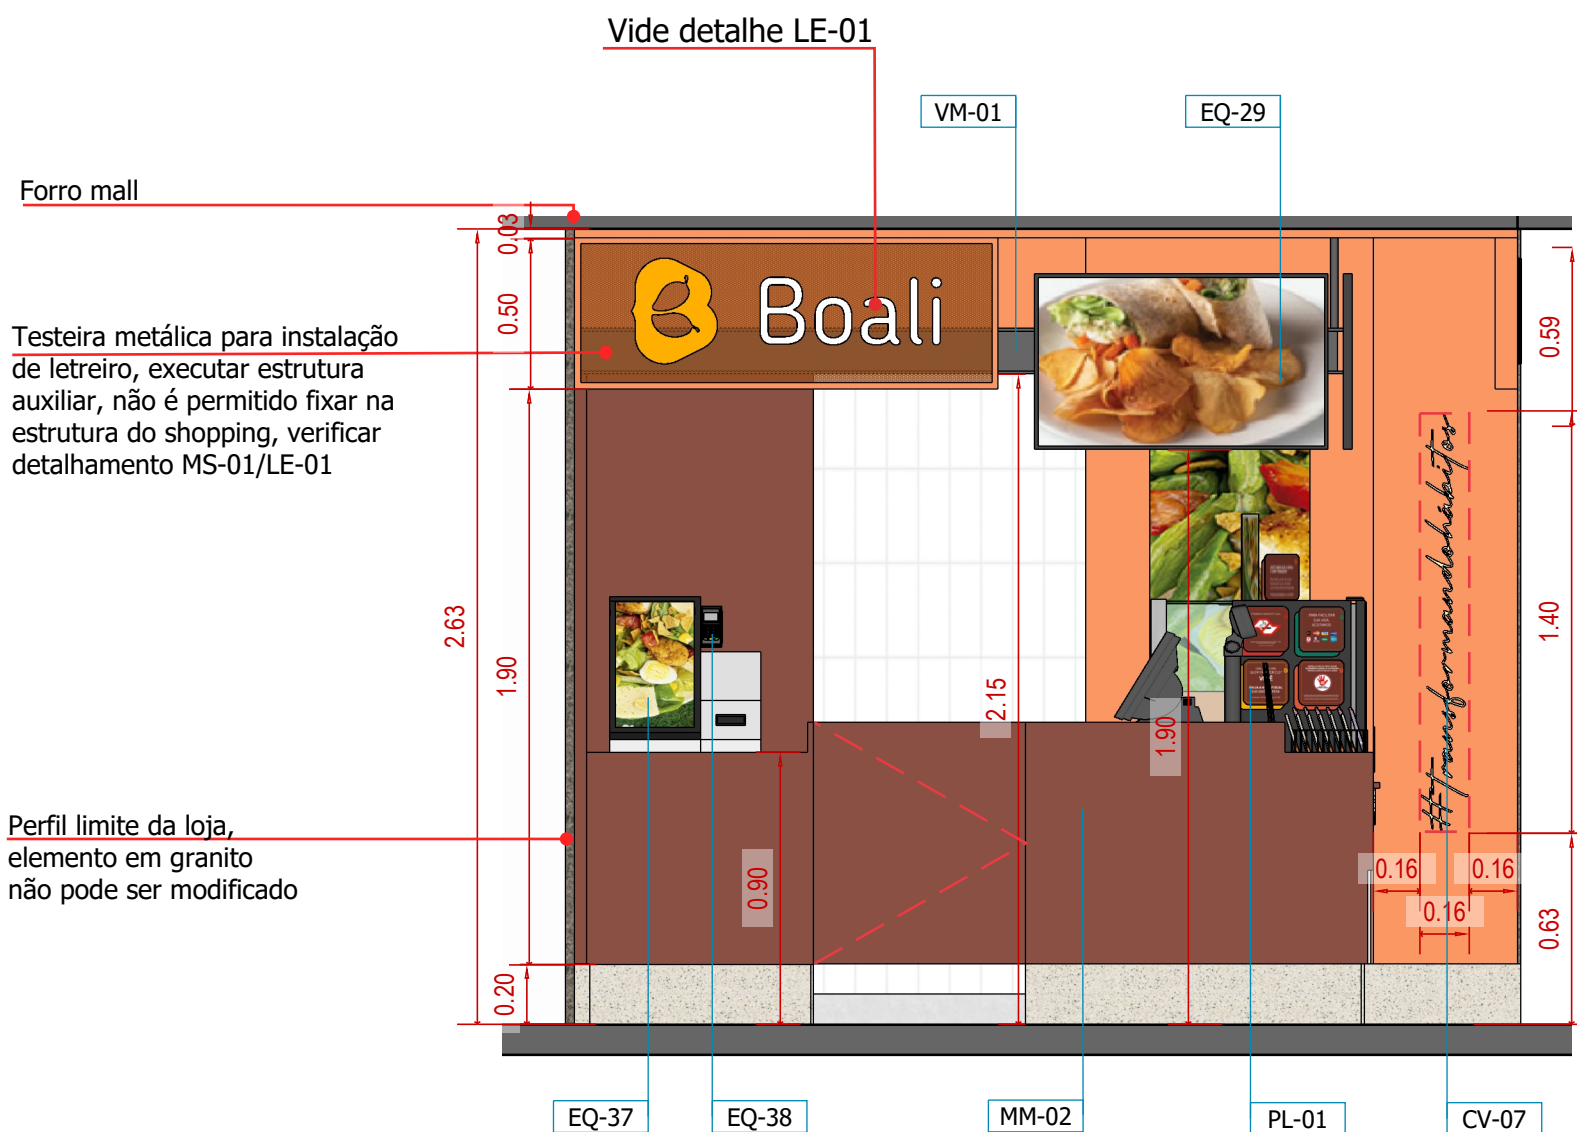 Vide detalhe LE-01
VM-01
EQ-29
Forro mall
0.03
0.50
Boali
0.59
Testeira metálica para instalação
de letreiro, executar estrutura
auxiliar, não é permitido fixar na
estrutura do shopping, verificar
detalhamento MS-01/LE-01
#Transformandohábitos
2.63
1.90
2.15
1.90
1.40
Perfil limite da loja,
elemento em granito
não pode ser modificado
0.90
0.16
0.16
0.16
0.63
0.20
EQ-37
EQ-38
MM-02
PL-01
CV-07